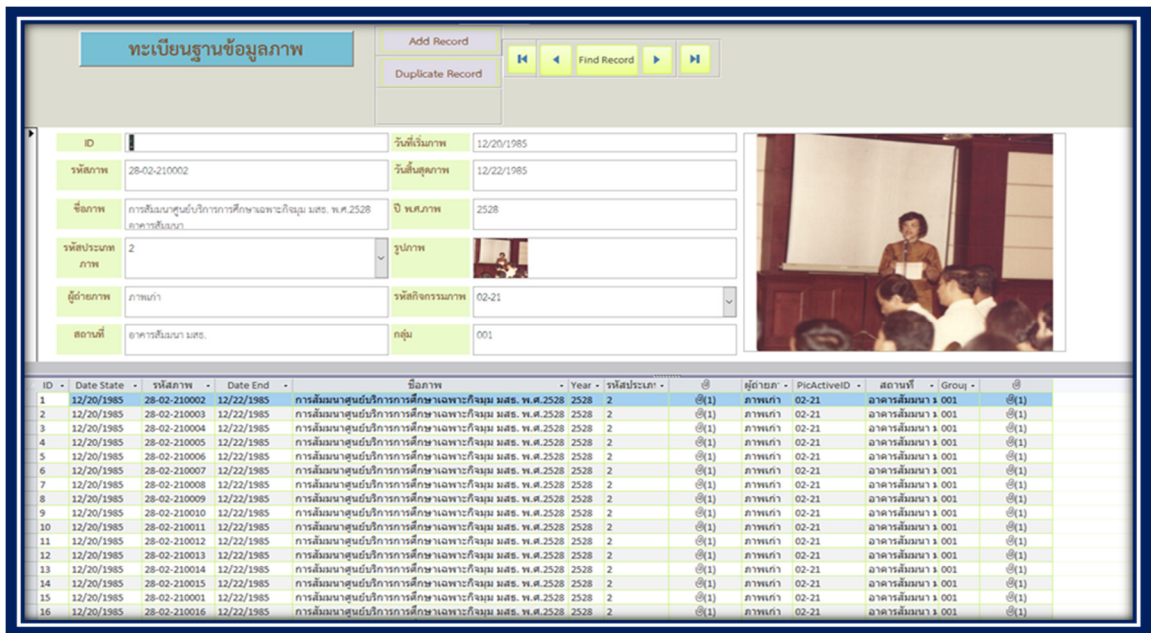 ทะเบียนฐานข้อมูลภาพ
Add Record
Duplicate Record
Find Record
ID
วันที่เริ่มภาพ 12/20/1985
รหัสภาพ 28-02-210002 วันสิ้นสุดภาพ 12/22/1985
ชื่อภาพ การสัมมนาศูนย์บริการการศึกษาเฉพาะกิจมุม มสธ. พ.ศ.2528 ปี พ.ศ.ภาพ 2528
อาคารสัมมนา
รหัสประเภทภาพ 2 รูปภาพ
ผู้ถ่ายภาพ ภาพเก่า รหัสกิจกรรมภาพ 02-21
สถานที่ อาคารสัมมนา มสธ. กลุ่ม 001
ID Date State รหัสภาพ Date End ชื่อภาพ Year รหัสประเภ ผู้ถ่ายภา PicActiveID สถานที่ Grou
1 12/20/1985 28-02-210002 12/22/1985 การสัมมนาศูนย์บริการการศึกษาเฉพาะกิจมุม มสธ. พ.ศ.2528 2528 2 (1) ภาพเก่า 02-21 อาคารสัมมนา ม 001 (1)
2 12/20/1985 28-02-210003 12/22/1985 การสัมมนาศูนย์บริการการศึกษาเฉพาะกิจมุม มสธ. พ.ศ.2528 2528 2 (1) ภาพเก่า 02-21 อาคารสัมมนา ม 001 (1)
3 12/20/1985 28-02-210004 12/22/1985 การสัมมนาศูนย์บริการการศึกษาเฉพาะกิจมุม มสธ. พ.ศ.2528 2528 2 (1) ภาพเก่า 02-21 อาคารสัมมนา ม 001 (1)
4 12/20/1985 28-02-210005 12/22/1985 การสัมมนาศูนย์บริการการศึกษาเฉพาะกิจมุม มสธ. พ.ศ.2528 2528 2 (1) ภาพเก่า 02-21 อาคารสัมมนา ม 001 (1)
5 12/20/1985 28-02-210006 12/22/1985 การสัมมนาศูนย์บริการการศึกษาเฉพาะกิจมุม มสธ. พ.ศ.2528 2528 2 (1) ภาพเก่า 02-21 อาคารสัมมนา ม 001 (1)
6 12/20/1985 28-02-210007 12/22/1985 การสัมมนาศูนย์บริการการศึกษาเฉพาะกิจมุม มสธ. พ.ศ.2528 2528 2 (1) ภาพเก่า 02-21 อาคารสัมมนา ม 001 (1)
7 12/20/1985 28-02-210008 12/22/1985 การสัมมนาศูนย์บริการการศึกษาเฉพาะกิจมุม มสธ. พ.ศ.2528 2528 2 (1) ภาพเก่า 02-21 อาคารสัมมนา ม 001 (1)
8 12/20/1985 28-02-210009 12/22/1985 การสัมมนาศูนย์บริการการศึกษาเฉพาะกิจมุม มสธ. พ.ศ.2528 2528 2 (1) ภาพเก่า 02-21 อาคารสัมมนา ม 001 (1)
9 12/20/1985 28-02-210010 12/22/1985 การสัมมนาศูนย์บริการการศึกษาเฉพาะกิจมุม มสธ. พ.ศ.2528 2528 2 (1) ภาพเก่า 02-21 อาคารสัมมนา ม 001 (1)
10 12/20/1985 28-02-210011 12/22/1985 การสัมมนาศูนย์บริการการศึกษาเฉพาะกิจมุม มสธ. พ.ศ.2528 2528 2 (1) ภาพเก่า 02-21 อาคารสัมมนา ม 001 (1)
11 12/20/1985 28-02-210012 12/22/1985 การสัมมนาศูนย์บริการการศึกษาเฉพาะกิจมุม มสธ. พ.ศ.2528 2528 2 (1) ภาพเก่า 02-21 อาคารสัมมนา ม 001 (1)
12 12/20/1985 28-02-210013 12/22/1985 การสัมมนาศูนย์บริการการศึกษาเฉพาะกิจมุม มสธ. พ.ศ.2528 2528 2 (1) ภาพเก่า 02-21 อาคารสัมมนา ม 001 (1)
13 12/20/1985 28-02-210014 12/22/1985 การสัมมนาศูนย์บริการการศึกษาเฉพาะกิจมุม มสธ. พ.ศ.2528 2528 2 (1) ภาพเก่า 02-21 อาคารสัมมนา ม 001 (1)
14 12/20/1985 28-02-210015 12/22/1985 การสัมมนาศูนย์บริการการศึกษาเฉพาะกิจมุม มสธ. พ.ศ.2528 2528 2 (1) ภาพเก่า 02-21 อาคารสัมมนา ม 001 (1)
15 12/20/1985 28-02-210001 12/22/1985 การสัมมนาศูนย์บริการการศึกษาเฉพาะกิจมุม มสธ. พ.ศ.2528 2528 2 (1) ภาพเก่า 02-21 อาคารสัมมนา ม 001 (1)
16 12/20/1985 28-02-210016 12/22/1985 การสัมมนาศูนย์บริการการศึกษาเฉพาะกิจมุม มสธ. พ.ศ.2528 2528 2 (1) ภาพเก่า 02-21 อาคารสัมมนา ม 001 (1)